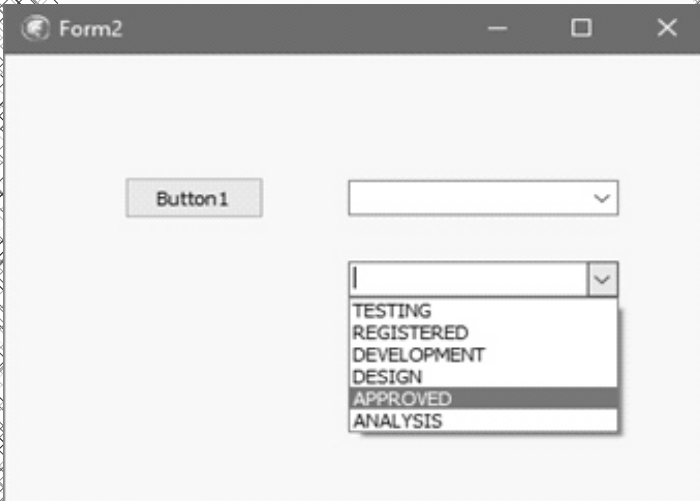 Form2
Button1
TESTING
REGISTERED
DEVELOPMENT
DESIGN
APPROVED
ANALYSIS